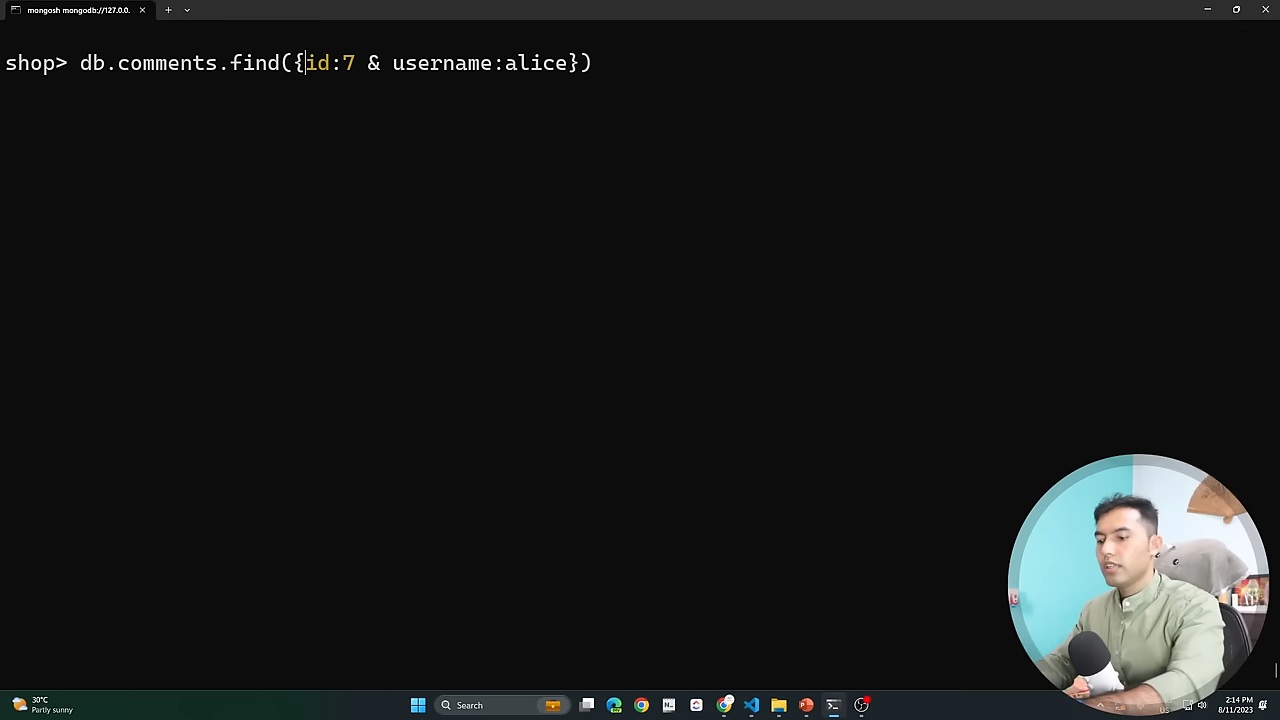 mongosh mongodb://127.0.0.
shop> db.comments.find({id:7 & username:alice})
30°C
Partly sunny
Search
2:14 PM
US
8/11/2023